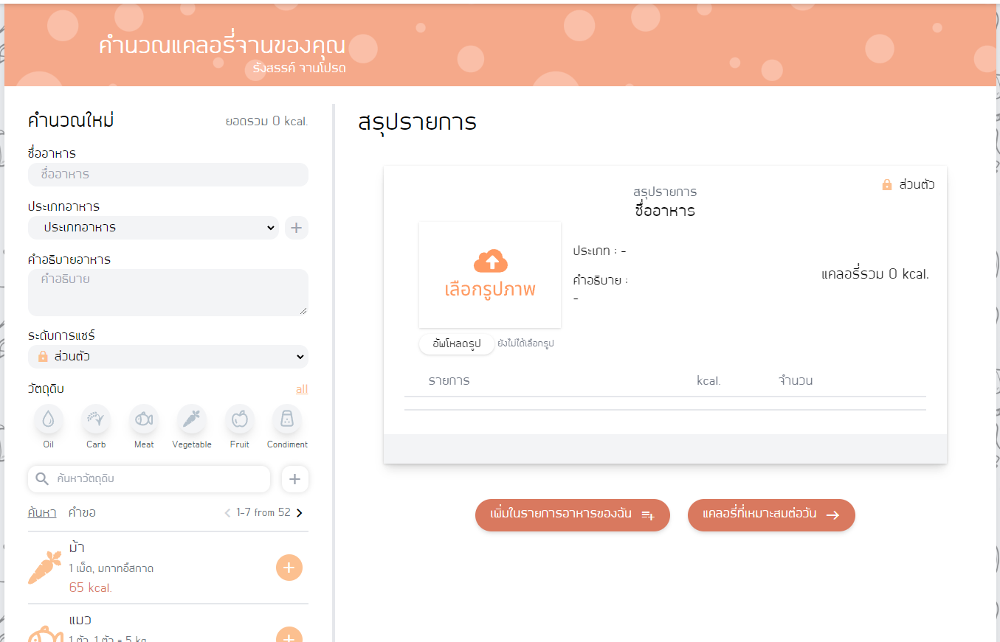 คำนวณแคลอรี่จานของคุณ
รังสรรค์ จานโปรด
คำนวณใหม่
ยอดรวม 0 kcal.
ชื่ออาหาร
ชื่ออาหาร
ประเภทอาหาร
ประเภทอาหาร
คำอธิบายอาหาร
คำอธิบาย
ระดับการแชร์
ส่วนตัว
วัตถุดิบ
all
Oil Carb Meat Vegetable Fruit Condiment
ค้นหาวัตถุดิบ
ค้นหา คำขอ
1-7 from 52
ม้า
1 เม็ด, มกาทอีสกาด
65 kcal.
แมว
1 ตัว, 1 ตัว = 5 kg
สรุปรายการ
ส่วนตัว
สรุปรายการ
ชื่ออาหาร
เลือกรูปภาพ
ประเภท : -
คำอธิบาย :
-
แคลอรี่รวม 0 kcal.
อัพโหลดรูป ยังไม่ได้เลือกรูป
รายการ kcal. จำนวน
เพิ่มในรายการอาหารของฉัน
แคลอรี่ที่เหมาะสมต่อวัน